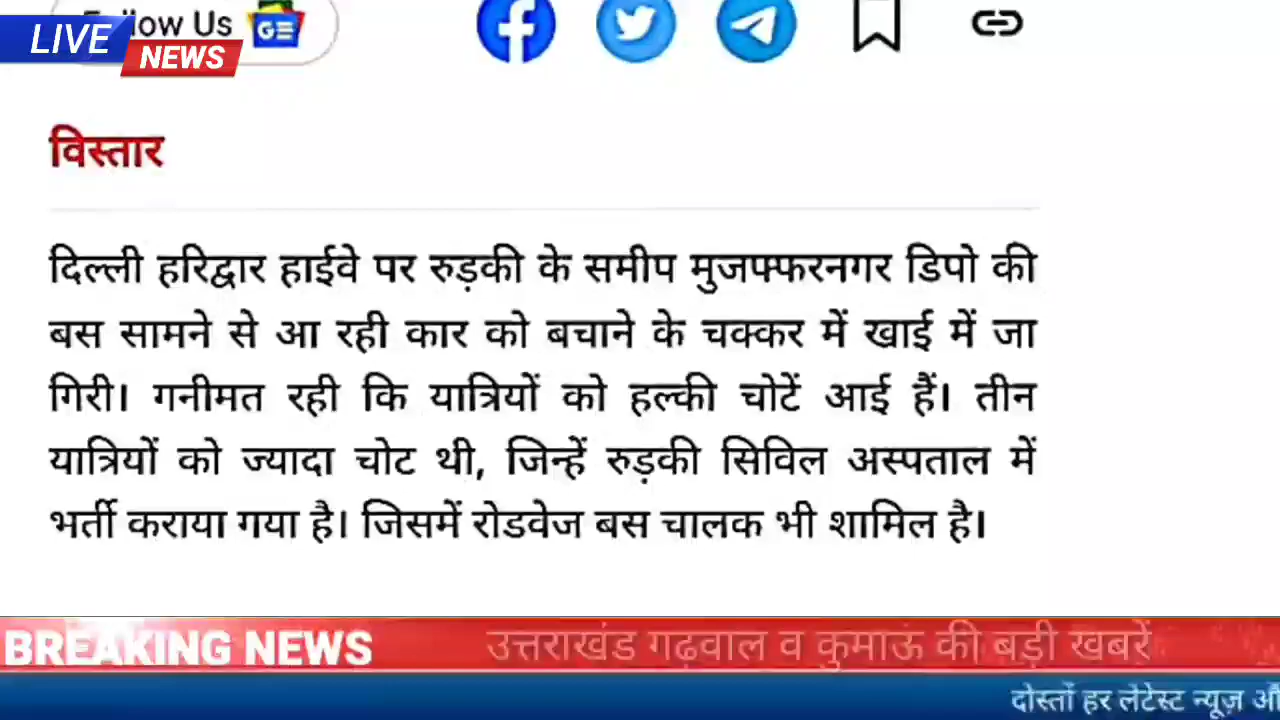 Follow Us
LIVE
NEWS
GE
विस्तार
दिल्ली हरिद्वार हाईवे पर रुड़की के समीप मुजफ्फरनगर डिपो की
बस सामने से आ रही कार को बचाने के चक्कर में खाई में जा
गिरी। गनीमत रही कि यात्रियों को हल्की चोटें आई हैं। तीन
यात्रियों को ज्यादा चोट थी, जिन्हें रुड़की सिविल अस्पताल में
भर्ती कराया गया है। जिसमें रोडवेज बस चालक भी शामिल है।
BREAKING NEWS
उत्तराखंड गढ़वाल व कुमाऊं की बड़ी खबरें
दोस्तों हर लेटेस्ट न्यूज़